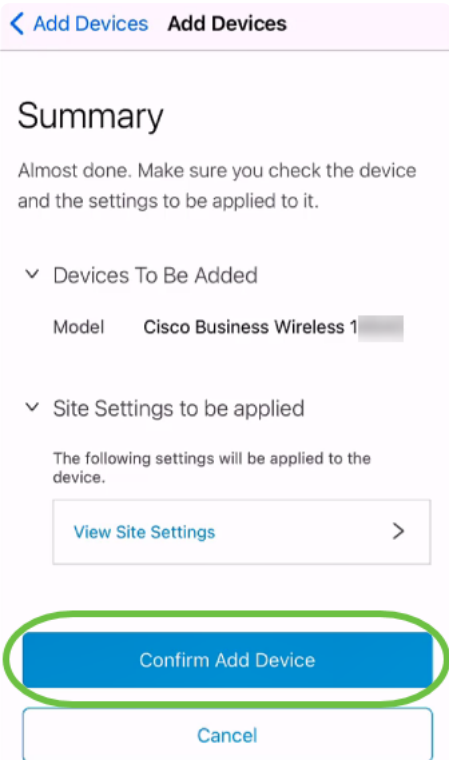 Add Devices Add Devices
Summary
Almost done. Make sure you check the device
and the settings to be applied to it.
Devices To Be Added
Model Cisco Business Wireless 1
Site Settings to be applied
The following settings will be applied to the
device.
View Site Settings
Confirm Add Device
Cancel